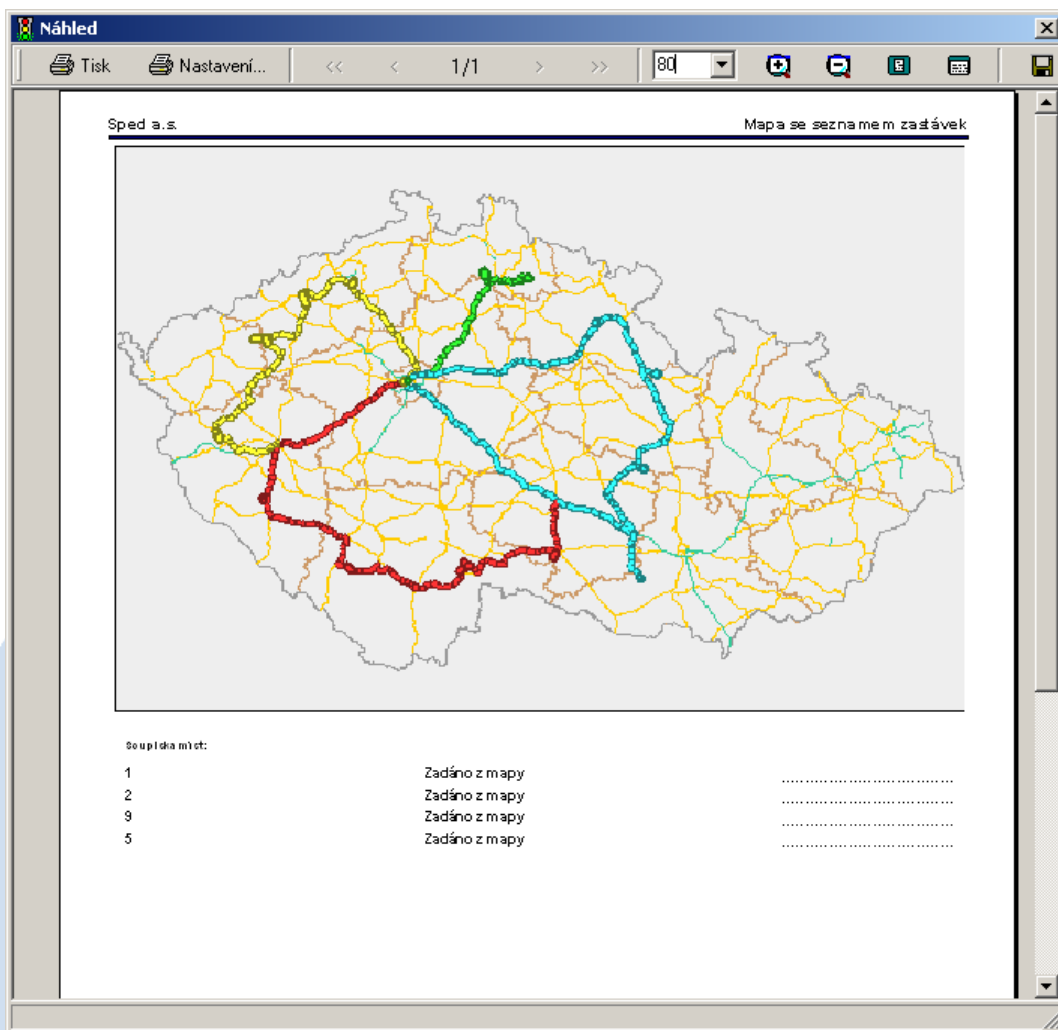 Náhled
Tisk Nastavení... << < 1/1 > >> 80
Sped a.s. Mapa se seznamem zastávek
Soupiska míst:
1 Zadáno z mapy ................................
2 Zadáno z mapy ................................
9 Zadáno z mapy ................................
5 Zadáno z mapy ................................